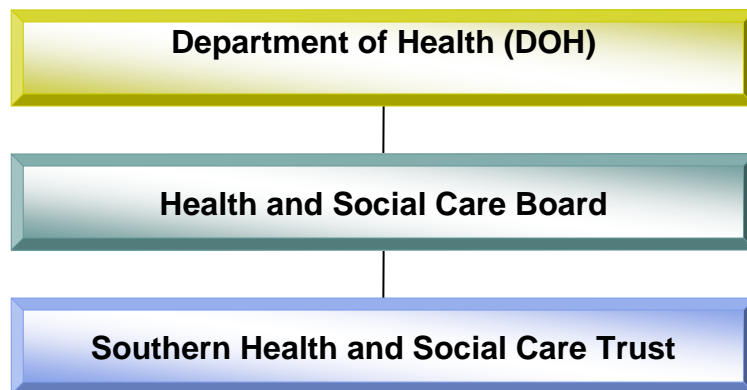 Department of Health (DOH)
Health and Social Care Board
Southern Health and Social Care Trust